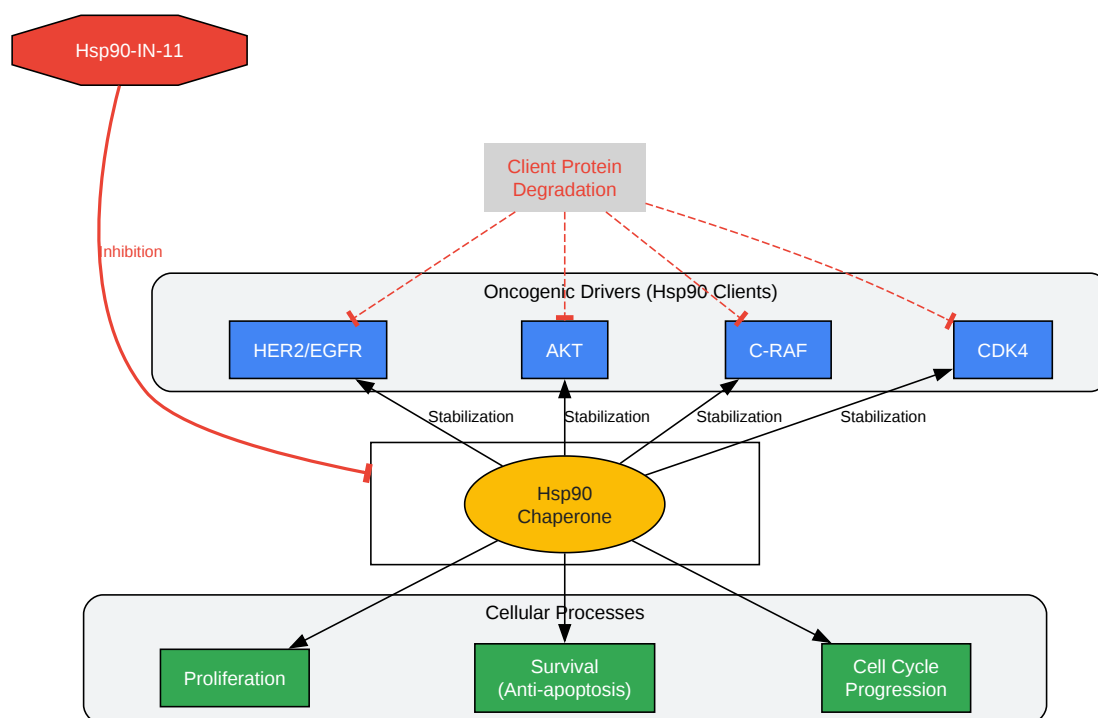 Hsp90-IN-11
Client Protein
Degradation
Inhibition
Oncogenic Drivers (Hsp90 Clients)
HER2/EGFR
AKT
C-RAF
CDK4
Stabilization
Stabilization
Stabilization
Stabilization
Hsp90
Chaperone
Cellular Processes
Proliferation
Survival
(Anti-apoptosis)
Cell Cycle
Progression